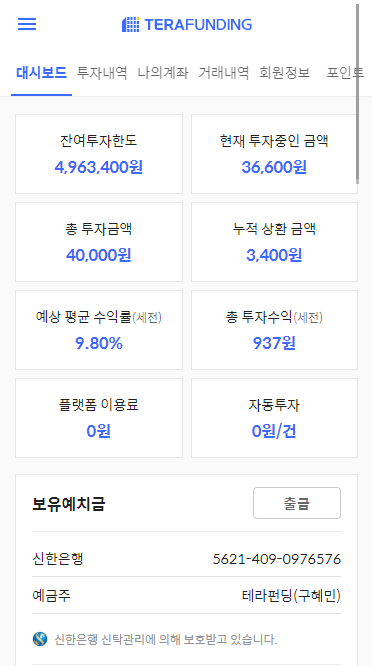 TERAFUNDING
대시보드 투자내역 나의계좌 거래내역 회원정보 포인트
잔여투자한도 현재 투자중인 금액
4,963,400원 36,600원
총 투자금액 누적 상환 금액
40,000원 3,400원
예상 평균 수익률(세전) 총 투자수익(세전)
9.80% 937원
플랫폼 이용료 자동투자
0원 0원/건
보유예치금 출금
신한은행 5621-409-0976576
예금주 테라펀딩(구혜민)
신한은행 신탁관리에 의해 보호받고 있습니다.